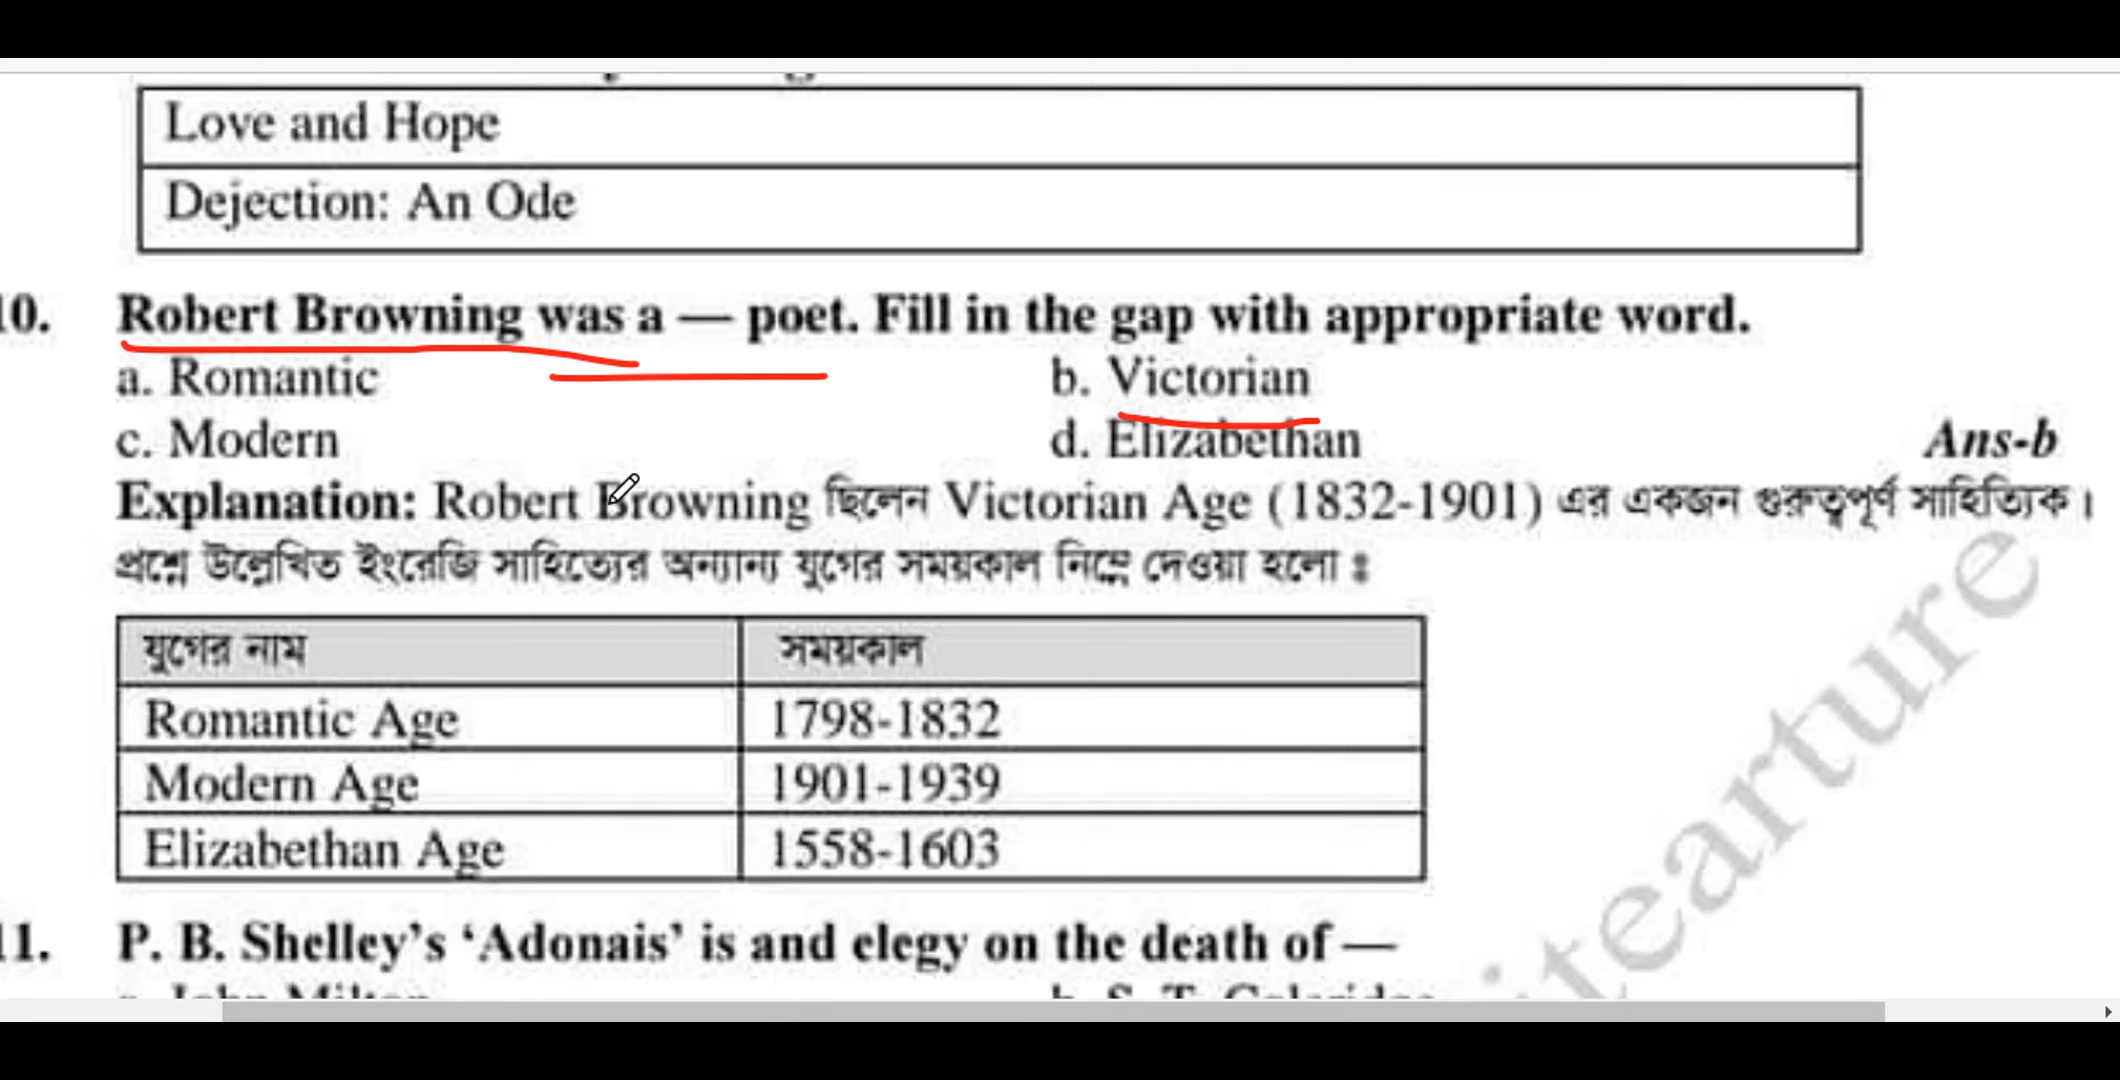 Love and Hope
Dejection: An Ode
10. Robert Browning was a — poet. Fill in the gap with appropriate word.
a. Romantic b. Victorian
c. Modern d. Elizabethan Ans-b
Explanation: Robert Browning ছিলেন Victorian Age (1832-1901) এর একজন গুরুত্বপূর্ণ সাহিত্যিক।
প্রশ্নে উল্লেখিত ইংরেজি সাহিত্যের অন্যান্য যুগের সময়কাল নিম্নে দেওয়া হলো ঃ
যুগের নাম সময়কাল
Romantic Age 1798-1832
Modern Age 1901-1939
Elizabethan Age 1558-1603
11. P. B. Shelley's 'Adonais' is and elegy on the death of —